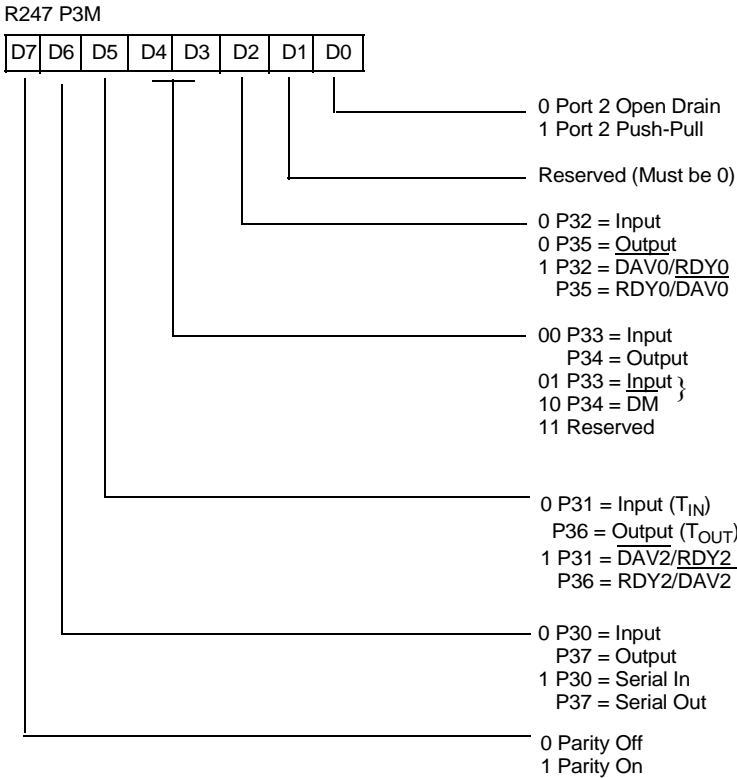 R247 P3M
D7 D6 D5 D4 D3 D2 D1 D0
0 Port 2 Open Drain
1 Port 2 Push-Pull
Reserved (Must be 0)
0 P32 = Input
0 P35 = Output
1 P32 = DAV0/RDY0
P35 = RDY0/DAV0
00 P33 = Input
P34 = Output
01 P33 = Input }
10 P34 = DM
11 Reserved
0 P31 = Input (TIN)
P36 = Output (TOUT)
1 P31 = DAV2/RDY2
P36 = RDY2/DAV2
0 P30 = Input
P37 = Output
1 P30 = Serial In
P37 = Serial Out
0 Parity Off
1 Parity On